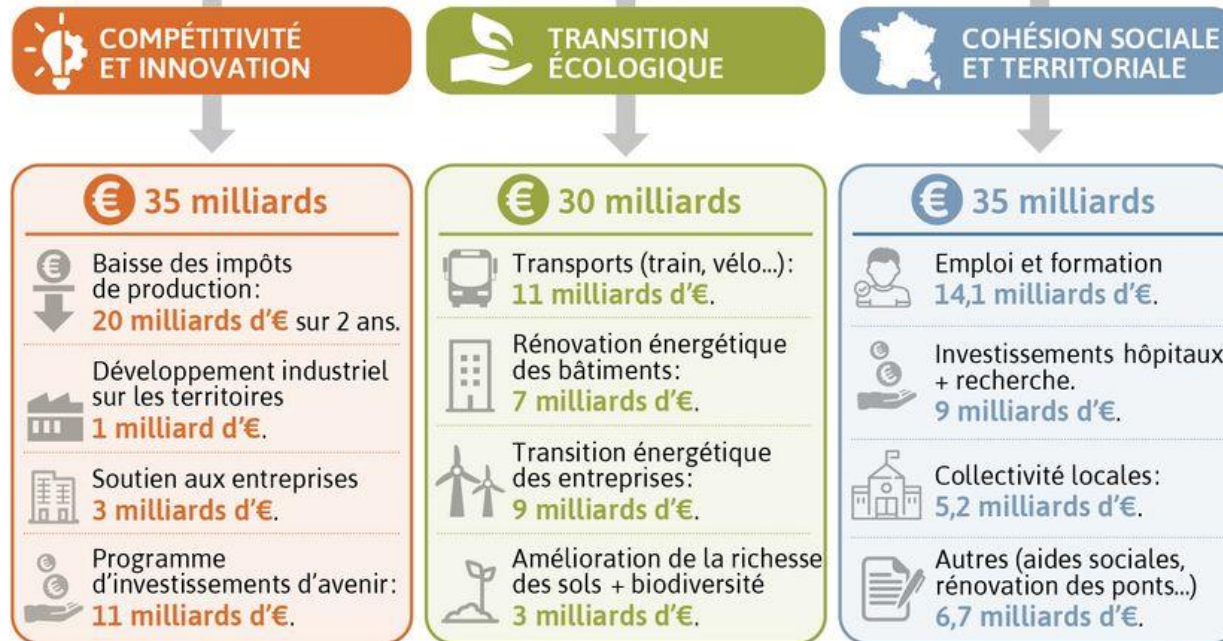 COMPÉTITIVITÉ
ET INNOVATION
€ 35 milliards
Baisse des impôts
de production:
20 milliards d’€ sur 2 ans.
Développement industriel
sur les territoires
1 milliard d’€.
Soutien aux entreprises
3 milliards d’€.
Programme
d’investissements d’avenir:
11 milliards d’€.
TRANSITION
ÉCOLOGIQUE
€ 30 milliards
Transports (train, vélo...):
11 milliards d’€.
Rénovation énergétique
des bâtiments:
7 milliards d’€.
Transition énergétique
des entreprises:
9 milliards d’€.
Amélioration de la richesse
des sols + biodiversité
3 milliards d’€.
COHÉSION SOCIALE
ET TERRITORIALE
€ 35 milliards
Emploi et formation
14,1 milliards d’€.
Investissements hôpitaux
+ recherche.
9 milliards d’€.
Collectivité locales:
5,2 milliards d’€.
Autres (aides sociales,
rénovation des ponts...)
6,7 milliards d’€.